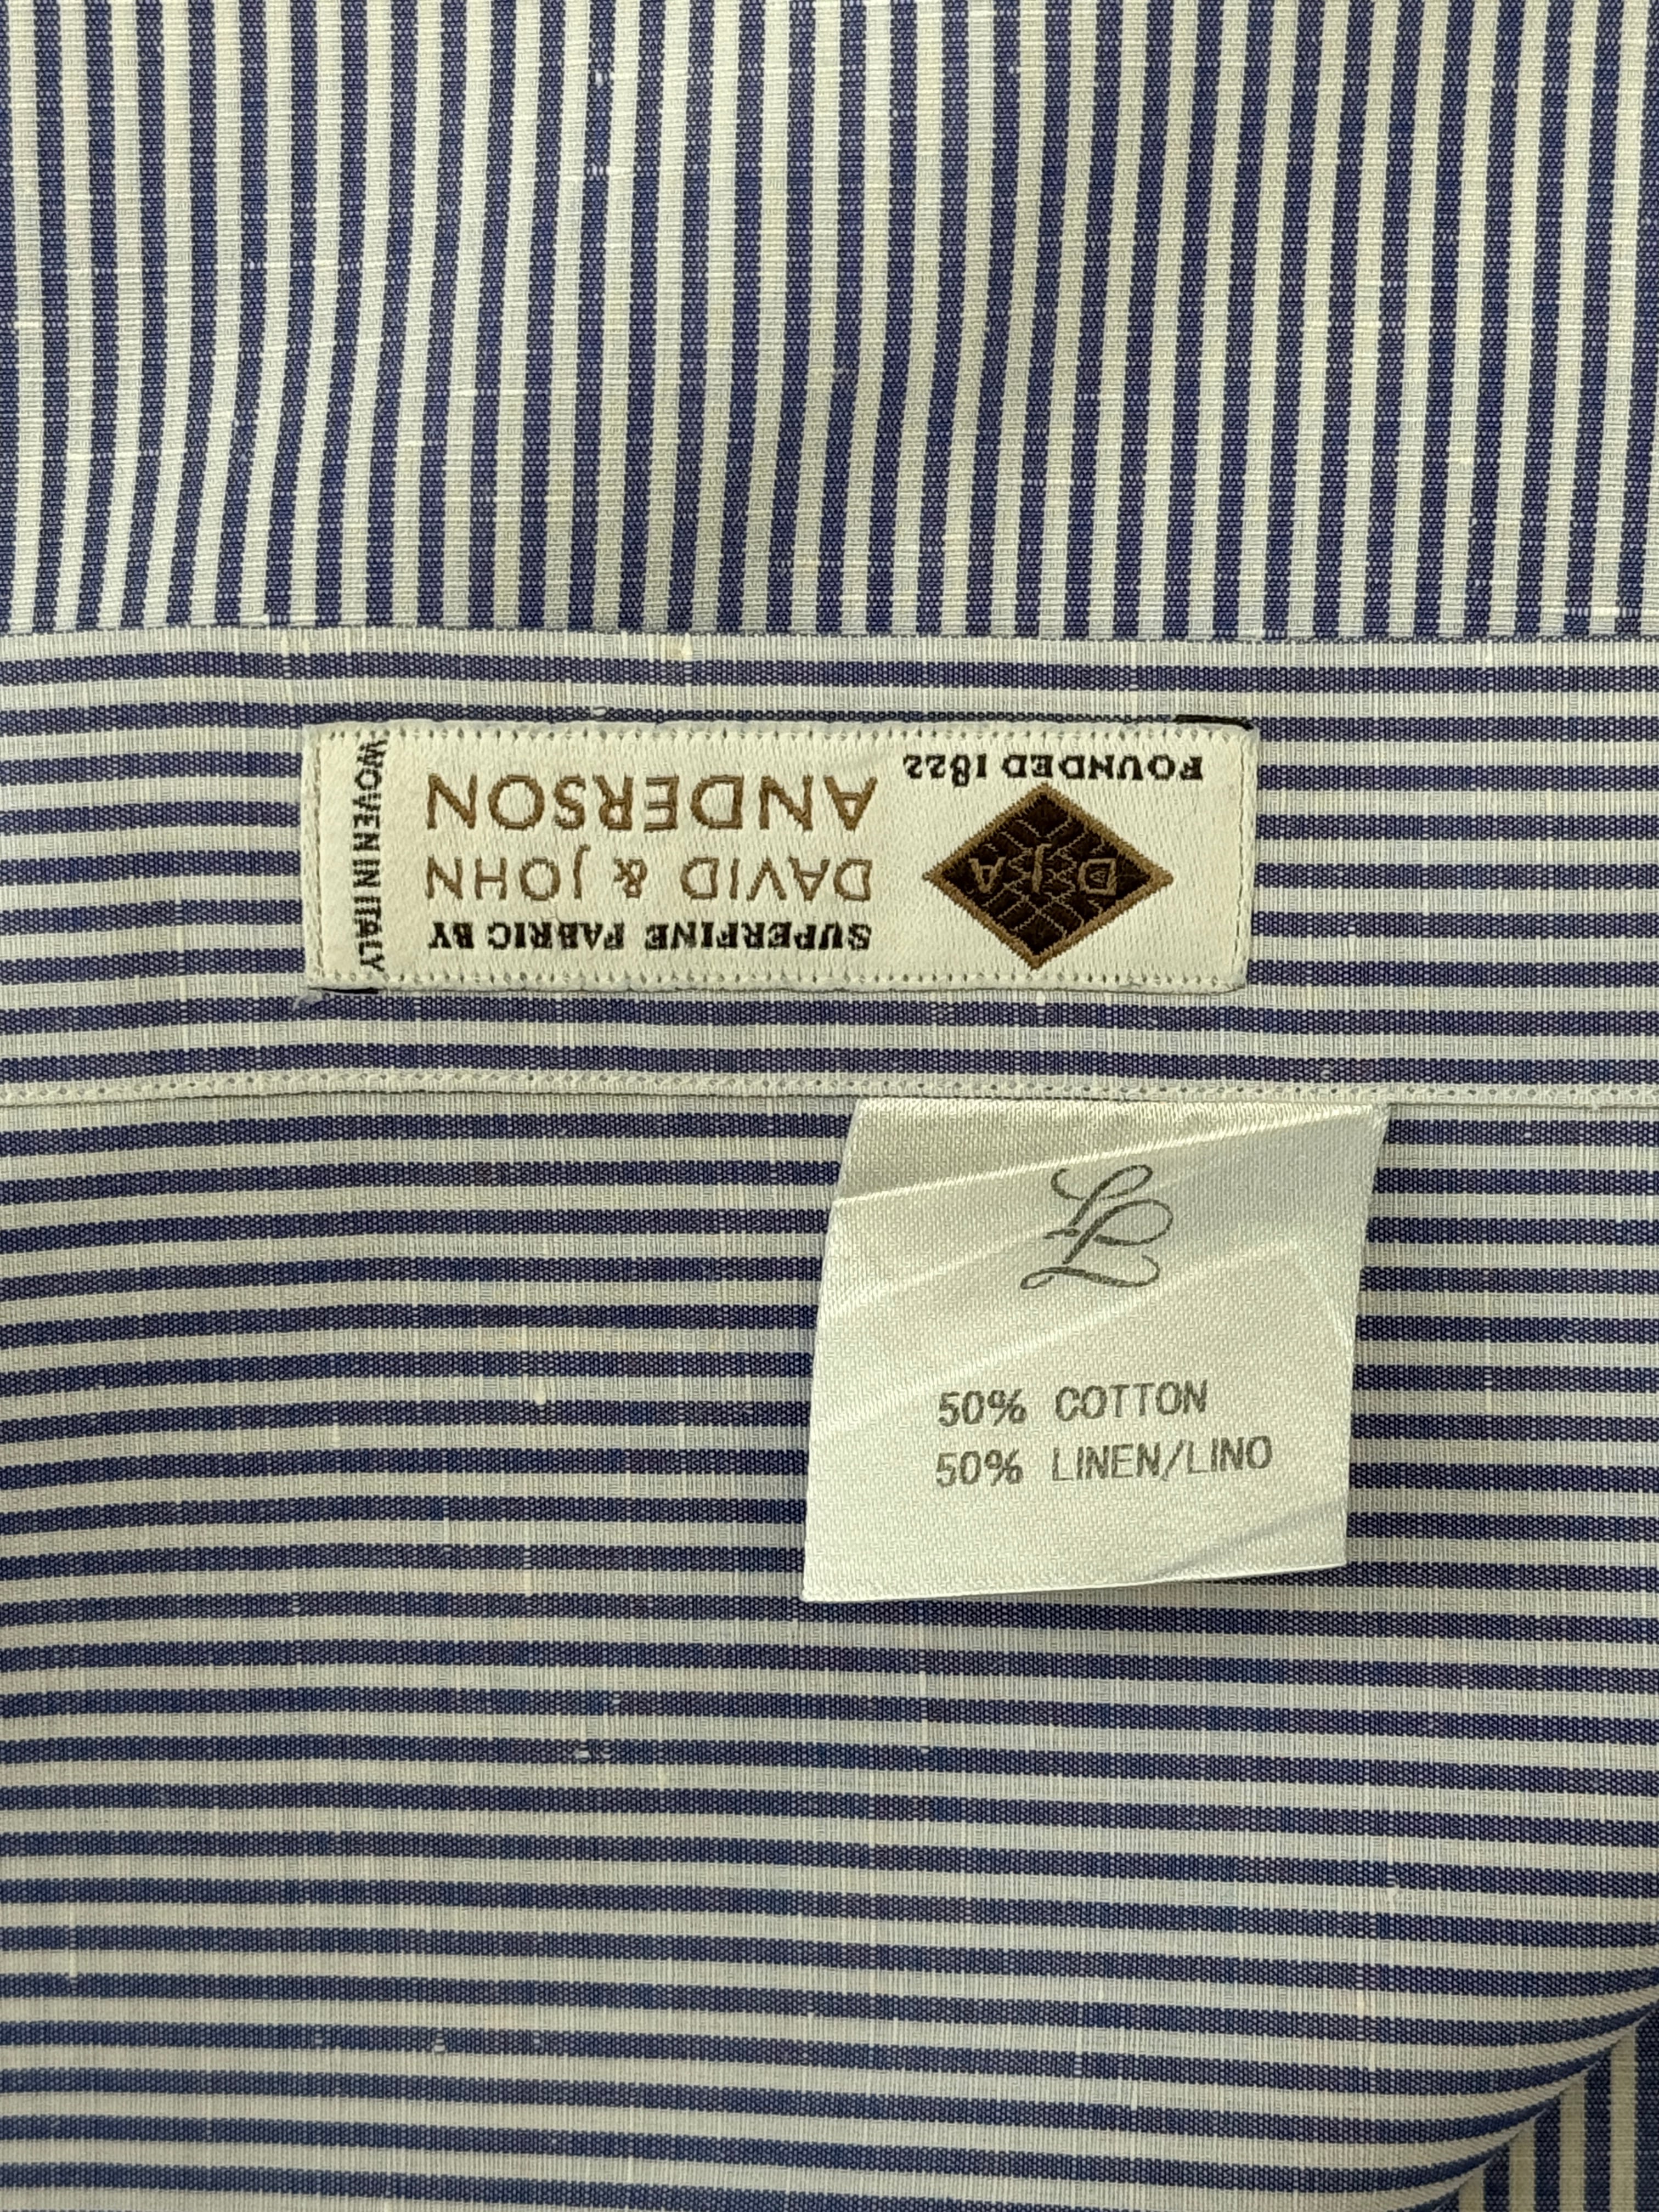 SUPERFINE FABRIC BY
DAVID & JOHN
ANDERSON
D J A
FOUNDED 1822
WOVEN IN ITALY
LL
50% COTTON
50% LINEN/LINO